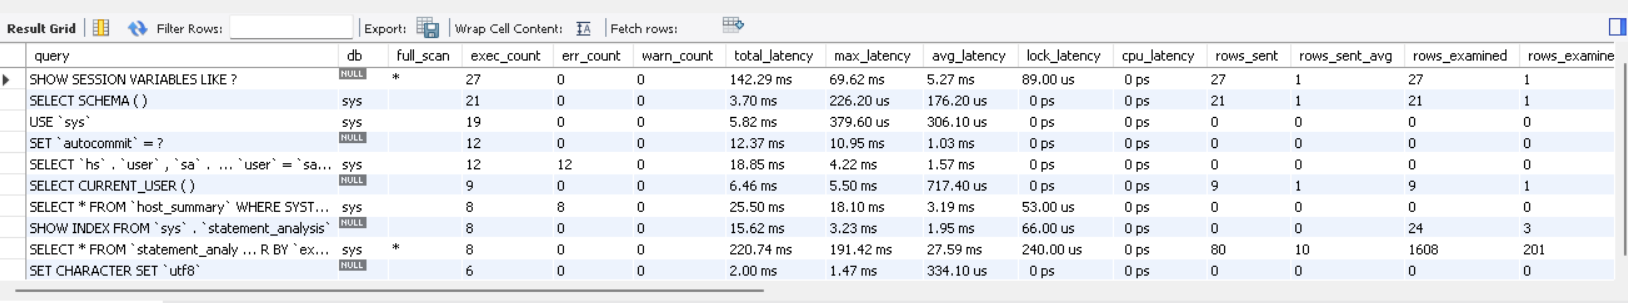 Result Grid Filter Rows: Export: Wrap Cell Content: Fetch rows:
query db full_scan exec_count err_count warn_count total_latency max_latency avg_latency lock_latency cpu_latency rows_sent rows_sent_avg rows_examined rows_examine
SHOW SESSION VARIABLES LIKE ? NULL * 27 0 0 142.29 ms 69.62 ms 5.27 ms 89.00 us 0 ps 27 1 27 1
SELECT SCHEMA ( ) sys 21 0 0 3.70 ms 226.20 us 176.20 us 0 ps 0 ps 21 1 21 1
USE `sys` sys 19 0 0 5.82 ms 379.60 us 306.10 us 0 ps 0 ps 0 0 0 0
SET `autocommit` = ? NULL 12 0 0 12.37 ms 10.95 ms 1.03 ms 0 ps 0 ps 0 0 0 0
SELECT `hs` . `user` , `sa` . ... `user` = `sa... sys 12 12 0 18.85 ms 4.22 ms 1.57 ms 0 ps 0 ps 0 0 0 0
SELECT CURRENT_USER ( ) NULL 9 0 0 6.46 ms 5.50 ms 717.40 us 0 ps 0 ps 9 1 9 1
SELECT * FROM `host_summary` WHERE SYST... sys 8 8 0 25.50 ms 18.10 ms 3.19 ms 53.00 us 0 ps 0 0 0 0
SHOW INDEX FROM `sys` . `statement_analysis` NULL 8 0 0 15.62 ms 3.23 ms 1.95 ms 66.00 us 0 ps 0 0 24 3
SELECT * FROM `statement_analy ... R BY `ex... sys * 8 0 0 220.74 ms 191.42 ms 27.59 ms 240.00 us 0 ps 80 10 1608 201
SET CHARACTER SET `utf8` NULL 6 0 0 2.00 ms 1.47 ms 334.10 us 0 ps 0 ps 0 0 0 0